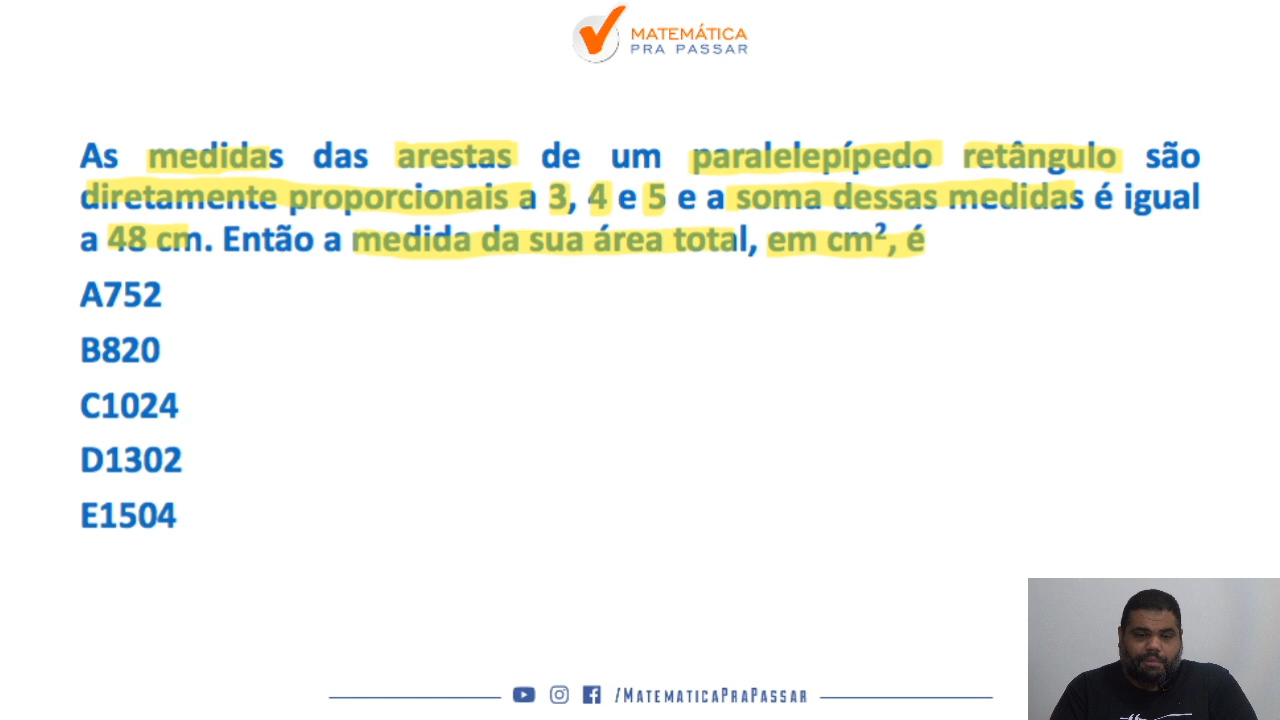 MATEMÁTICA
PRA PASSAR
As medidas das arestas de um paralelepípedo retângulo são
diretamente proporcionais a 3, 4 e 5 e a soma dessas medidas é igual
a 48 cm. Então a medida da sua área total, em cm², é
A752
B820
C1024
D1302
E1504
/MATEMATICAPRAPASSAR